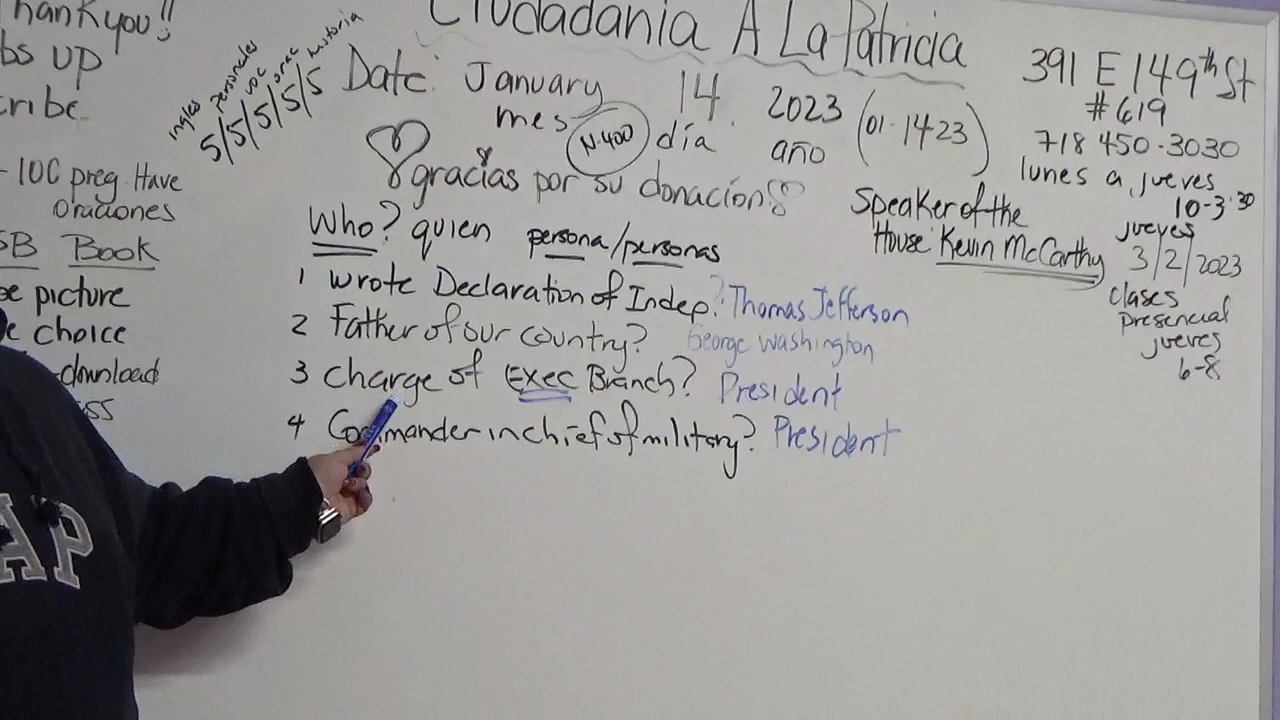 hank you!!
bs up
cribe
- 100 preg. Have
Oraciones
SB Book
e picture
e choice
-download
ss
Ingles personales voc orac historia
5/5/5/5/5
Ciudadania A La Patricia
Date: January 14 2023 (01-14-23)
mes N-400 día año
gracias por su donación
Who? quien persona/personas
1 wrote Declaration of Indep? Thomas Jefferson
2 Father of our country? George Washington
3 Charge of Exec Branch? President
4 Commander in chief of military? President
Speaker of the
House Kevin McCarthy
391 E 149th St
#619
718 450-3030
lunes a jueves
10-3:30
jueves
3/2/2023
clases
presencial
jueves
6-8
GAP